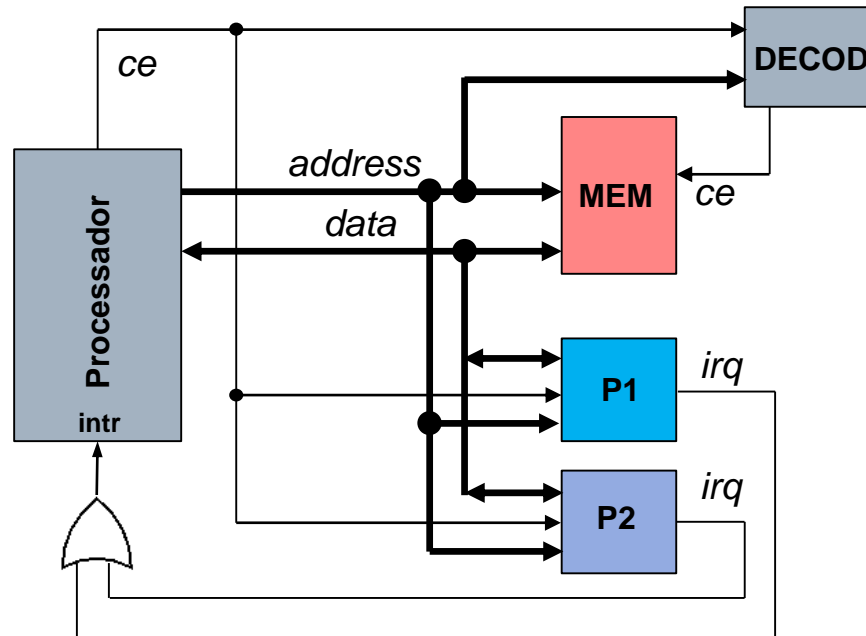 ce
DECOD
address
MEM
ce
data
Processador
intr
P1
irq
P2
irq